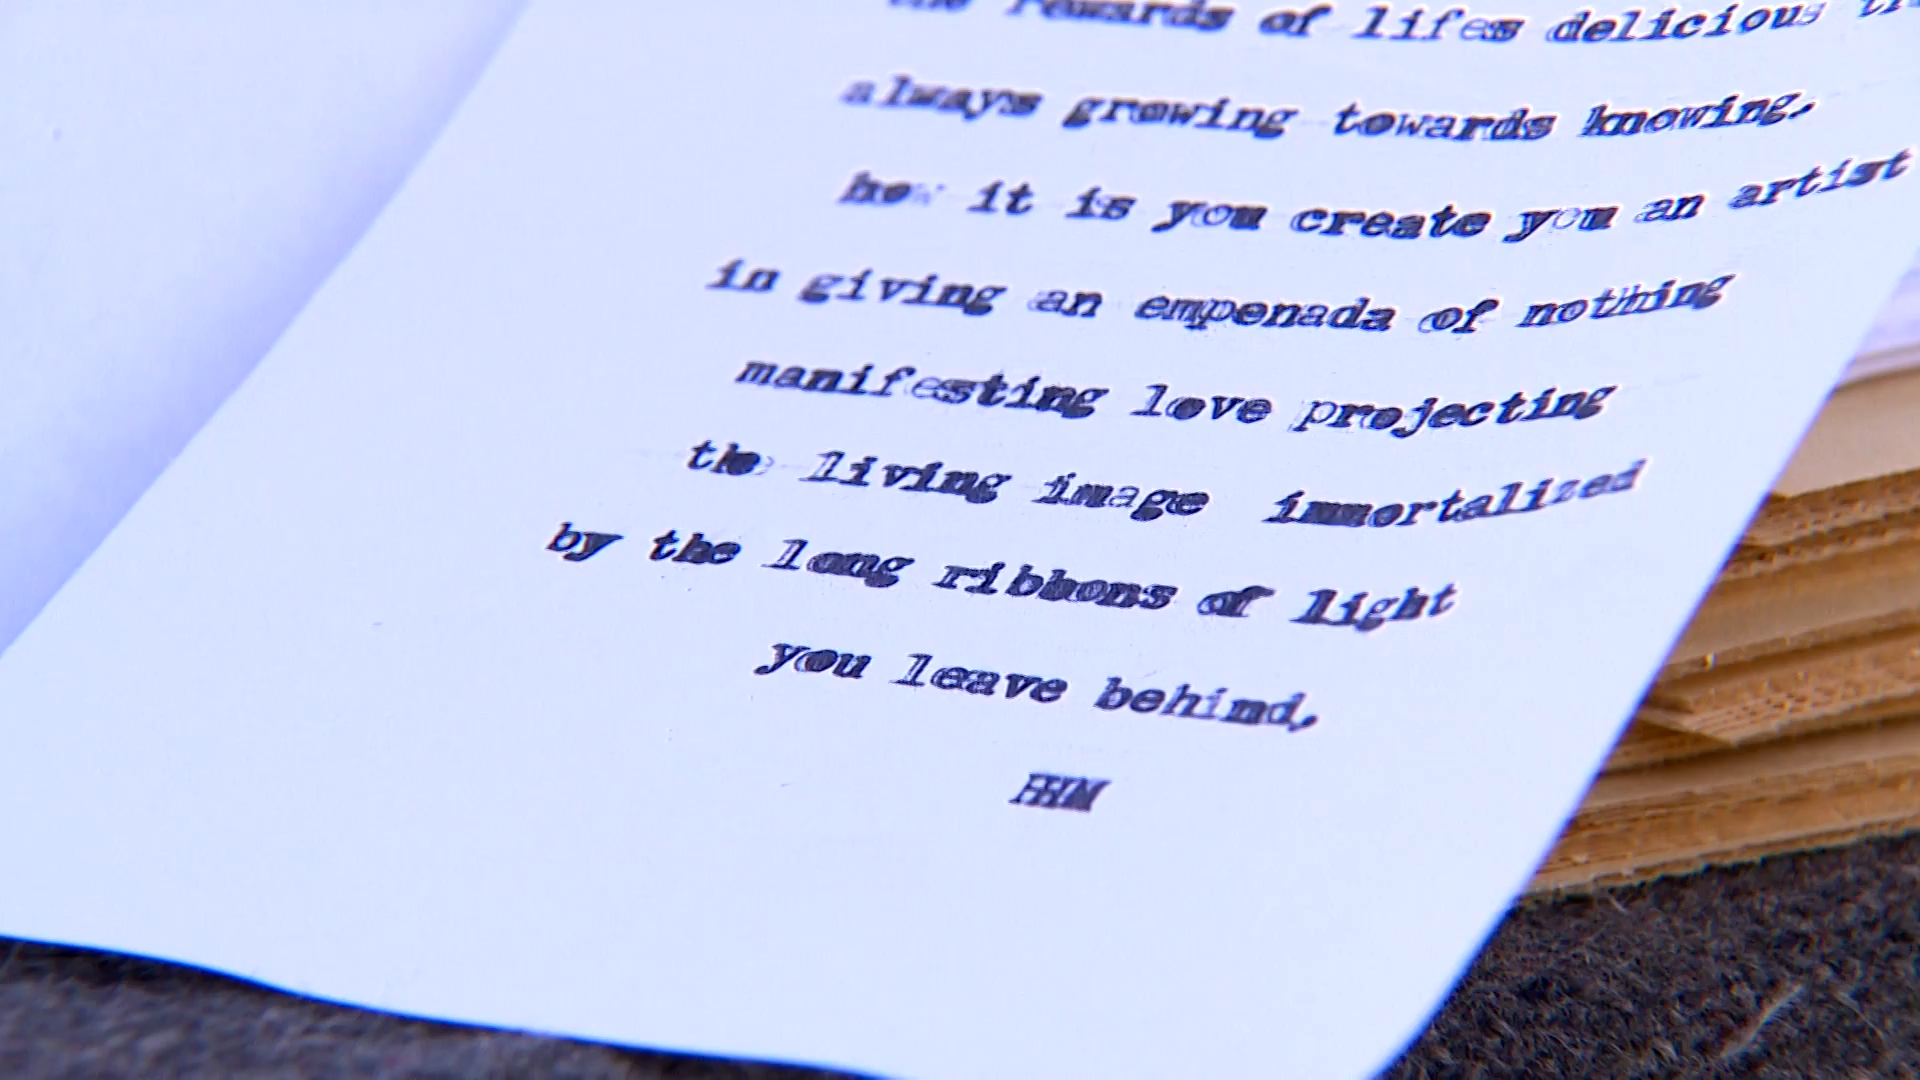 the rewards of lifes delicious
always growing towards knowing.
how it is you create you an artist
in giving an empenada of nothing
manifesting love projecting
the living image immortalized
by the long ribbons of light
you leave behind.